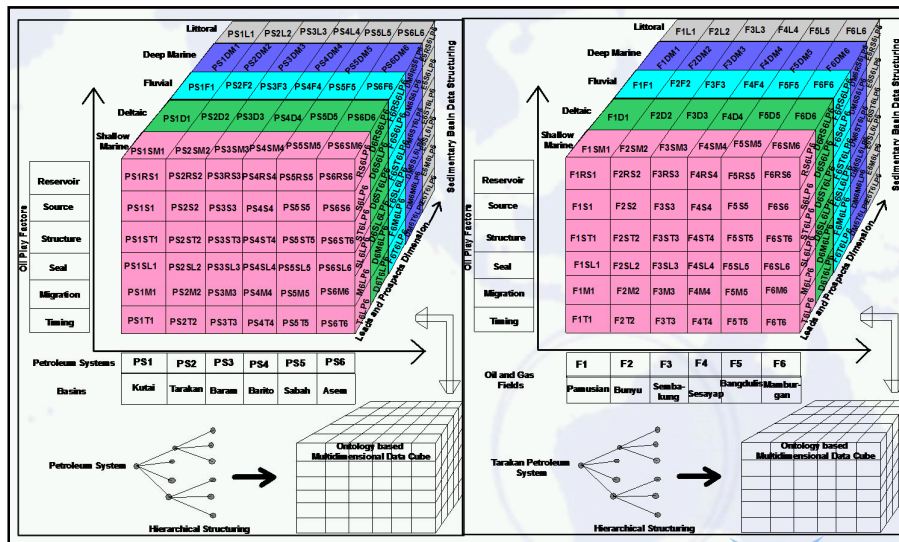 Littoral
PS1L1 PS2L2 PS3L3 PS4L4 PS5L5 PS6L6
Deep Marine
PS1DM1 PS2DM2 PS3DM3 PS4DM4 PS5DM5 PS6DM6
Fluvial
PS1F1 PS2F2 PS3F3 PS4F4 PS5F5 PS6F6
Deltaic
PS1D1 PS2D2 PS3D3 PS4D4 PS5D5 PS6D6
Shallow
Marine
PS1SM1 PS2SM2 PS3SM3 PS4SM4 PS5SM5 PS6SM6
Oil Play Factors
Reservoir PS1RS1 PS2RS2 PS3RS3 PS4RS4 PS5RS5 PS6RS6
Source PS1S1 PS2S2 PS3S3 PS4S4 PS5S5 PS6S6
Structure PS1ST1 PS2ST2 PS3ST3 PS4ST4 PS5ST5 PS6ST6
Seal PS1SL1 PS2SL2 PS3SL3 PS4SL4 PS5SL5 PS6SL6
Migration PS1M1 PS2M2 PS3M3 PS4M4 PS5M5 PS6M6
Timing PS1T1 PS2T2 PS3T3 PS4T4 PS5T5 PS6T6
Leads and Prospects Dimension
Sedimentary Basin Data Structuring
Petroleum Systems PS1 PS2 PS3 PS4 PS5 PS6
Basins Kutai Tarakan Baram Barito Sabah Asem
Petroleum System
Hierarchical Structuring
Ontology based
Multidimensional Data Cube
Littoral
F1L1 F2L2 F3L3 F4L4 F5L5 F6L6
Deep Marine
F1DM1 F2DM2 F3DM3 F4DM4 F5DM5 F6DM6
Fluvial
F1F1 F2F2 F3F3 F4F4 F5F5 F6F6
Deltaic
F1D1 F2D2 F3D3 F4D4 F5D5 F6D6
Shallow
Marine
F1SM1 F2SM2 F3SM3 F4SM4 F5SM5 F6SM6
Oil Play Factors
Reservoir F1RS1 F2RS2 F3RS3 F4RS4 F5RS5 F6RS6
Source F1S1 F2S2 F3S3 F4S4 F5S5 F6S6
Structure F1ST1 F2ST2 F3ST3 F4ST4 F5ST5 F6ST6
Seal F1SL1 F2SL2 F3SL3 F4SL4 F5SL5 F6SL6
Migration F1M1 F2M2 F3M3 F4M4 F5M5 F6M6
Timing F1T1 F2T2 F3T3 F4T4 F5T5 F6T6
Leads and Prospects Dimension
Sedimentary Basin Data Structuring
Oil and Gas
Fields
F1 F2 F3 F4 F5 F6
Pamusian Bunyu Semba-
kung Sesayap Bangdulis Mambur-
gan
Tarakan Petroleum
System
Hierarchical Structuring
Ontology based
Multidimensional Data Cube